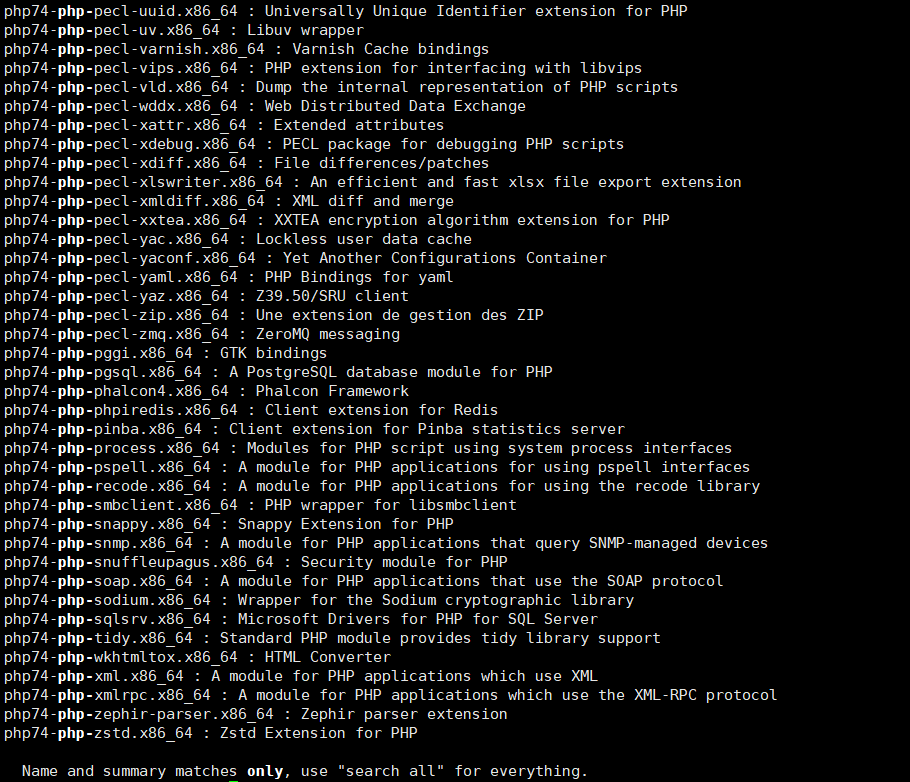 php74-php-pecl-uuid.x86_64 : Universally Unique Identifier extension for PHP
php74-php-pecl-uv.x86_64 : Libuv wrapper
php74-php-pecl-varnish.x86_64 : Varnish Cache bindings
php74-php-pecl-vips.x86_64 : PHP extension for interfacing with libvips
php74-php-pecl-vld.x86_64 : Dump the internal representation of PHP scripts
php74-php-pecl-wddx.x86_64 : Web Distributed Data Exchange
php74-php-pecl-xattr.x86_64 : Extended attributes
php74-php-pecl-xdebug.x86_64 : PECL package for debugging PHP scripts
php74-php-pecl-xdiff.x86_64 : File differences/patches
php74-php-pecl-xlswriter.x86_64 : An efficient and fast xlsx file export extension
php74-php-pecl-xmldiff.x86_64 : XML diff and merge
php74-php-pecl-xxtea.x86_64 : XXTEA encryption algorithm extension for PHP
php74-php-pecl-yac.x86_64 : Lockless user data cache
php74-php-pecl-yaconf.x86_64 : Yet Another Configurations Container
php74-php-pecl-yaml.x86_64 : PHP Bindings for yaml
php74-php-pecl-yaz.x86_64 : Z39.50/SRU client
php74-php-pecl-zip.x86_64 : Une extension de gestion des ZIP
php74-php-pecl-zmq.x86_64 : ZeroMQ messaging
php74-php-pggi.x86_64 : GTK bindings
php74-php-pgsql.x86_64 : A PostgreSQL database module for PHP
php74-php-phalcon4.x86_64 : Phalcon Framework
php74-php-phpiredis.x86_64 : Client extension for Redis
php74-php-pinba.x86_64 : Client extension for Pinba statistics server
php74-php-process.x86_64 : Modules for PHP script using system process interfaces
php74-php-pspell.x86_64 : A module for PHP applications for using pspell interfaces
php74-php-recode.x86_64 : A module for PHP applications for using the recode library
php74-php-smbclient.x86_64 : PHP wrapper for libsmbclient
php74-php-snappy.x86_64 : Snappy Extension for PHP
php74-php-snmp.x86_64 : A module for PHP applications that query SNMP-managed devices
php74-php-snuffleupagus.x86_64 : Security module for PHP
php74-php-soap.x86_64 : A module for PHP applications that use the SOAP protocol
php74-php-sodium.x86_64 : Wrapper for the Sodium cryptographic library
php74-php-sqlsrv.x86_64 : Microsoft Drivers for PHP for SQL Server
php74-php-tidy.x86_64 : Standard PHP module provides tidy library support
php74-php-wkhtmltox.x86_64 : HTML Converter
php74-php-xml.x86_64 : A module for PHP applications which use XML
php74-php-xmlrpc.x86_64 : A module for PHP applications which use the XML-RPC protocol
php74-php-zephir-parser.x86_64 : Zephir parser extension
php74-php-zstd.x86_64 : Zstd Extension for PHP
Name and summary matches only, use "search all" for everything.